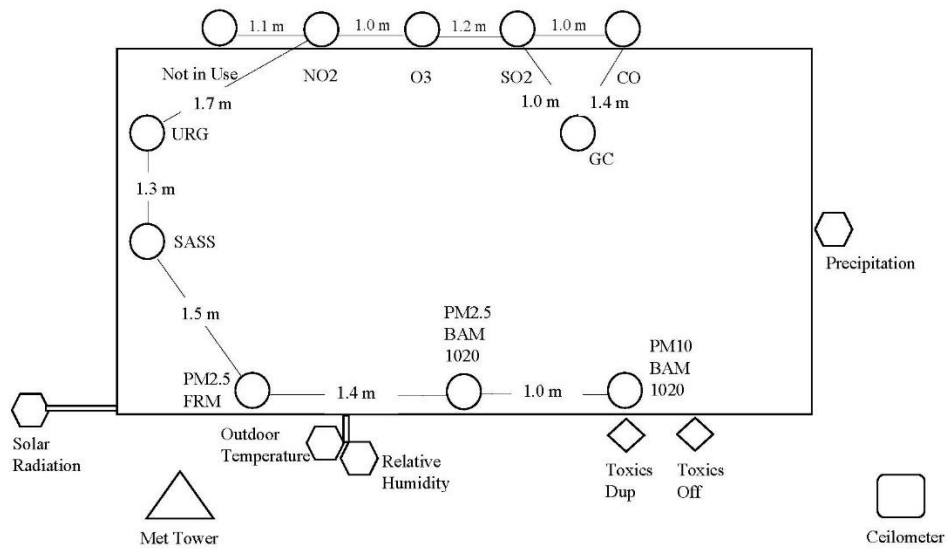 1.1 m
1.0 m
1.2 m
1.0 m
Not in Use
NO2
O3
SO2
CO
1.7 m
1.0 m
1.4 m
URG
GC
1.3 m
SASS
Precipitation
1.5 m
PM2.5
BAM
1020
PM10
BAM
1020
PM2.5
FRM
1.4 m
1.0 m
Solar
Radiation
Outdoor
Temperature
Relative
Humidity
Toxics
Dup
Toxics
Off
Met Tower
Ceilometer